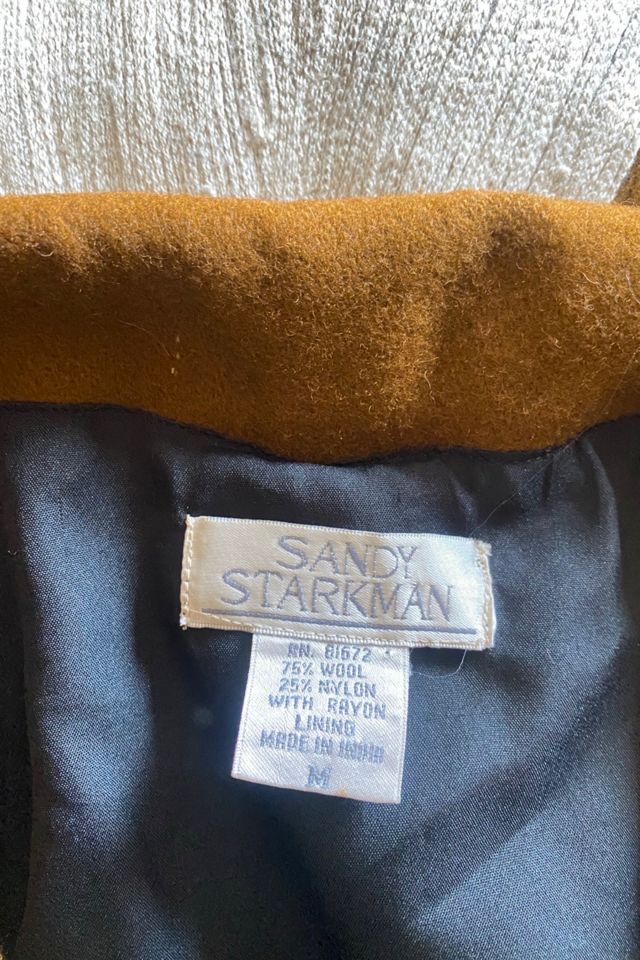 SANDY
STARKMAN
RN. 81672
75% WOOL
25% NYLON
WITH RAYON
LINING
MADE IN INDIA
M